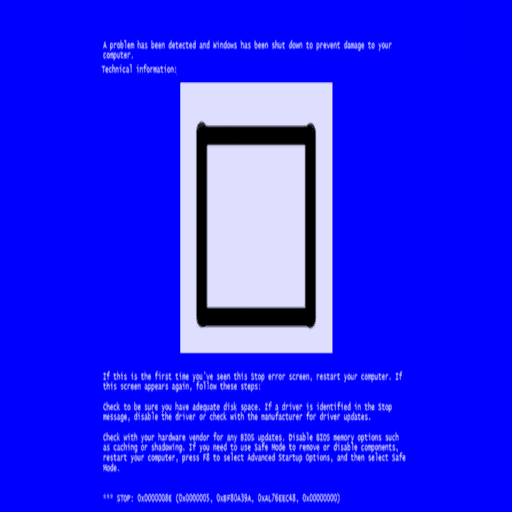 A problem has been detected and Windows has been shut down to prevent damage to your
computer.
Technical information:
If this is the first time you've seen this Stop error screen, restart your computer. If
this screen appears again, follow these steps:
Check to be sure you have adequate disk space. If a driver is identified in the Stop
message, disable the driver or check with the manufacturer for driver updates.
Check with your hardware vendor for any BIOS updates. Disable BIOS memory options such
as caching or shadowing. If you need to use Safe Mode to remove or disable components,
restart your computer, press F8 to select Advanced Startup Options, and then select Safe
Mode.
*** STOP: 0x0000008E (0x0000005, 0xBF80A39A, 0xAL76EEC48, 0x00000000)